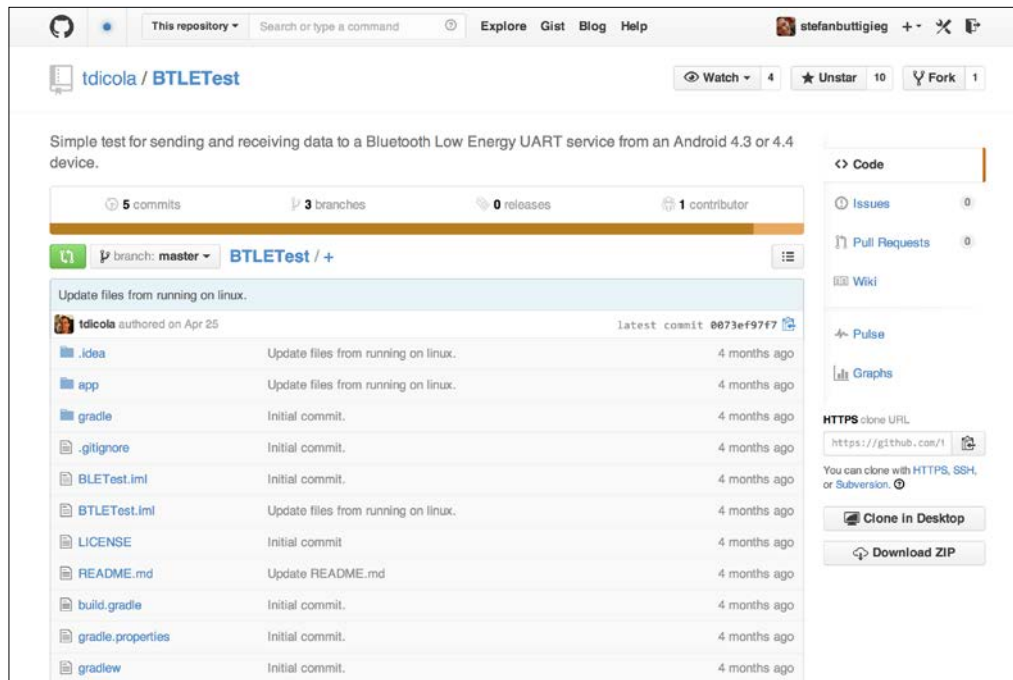 This repository Search or type a command Explore Gist Blog Help stefanbuttigieg
tdicola / BTLETest Watch 4 Unstar 10 Fork 1
Simple test for sending and receiving data to a Bluetooth Low Energy UART service from an Android 4.3 or 4.4
device.
5 commits 3 branches 0 releases 1 contributor
branch: master BTLETest / +
Update files from running on linux.
tdicola authored on Apr 25 latest commit 0073ef97f7
.idea Update files from running on linux. 4 months ago
app Update files from running on linux. 4 months ago
gradle Initial commit. 4 months ago
.gitignore Initial commit. 4 months ago
BLETest.iml Initial commit. 4 months ago
BTLETest.iml Update files from running on linux. 4 months ago
LICENSE Initial commit 4 months ago
README.md Update README.md 4 months ago
build.gradle Initial commit. 4 months ago
gradle.properties Initial commit. 4 months ago
gradlew Initial commit. 4 months ago
Code
Issues 0
Pull Requests 0
Wiki
Pulse
Graphs
HTTPS clone URL
https://github.com/t
You can clone with HTTPS, SSH,
or Subversion.
Clone in Desktop
Download ZIP